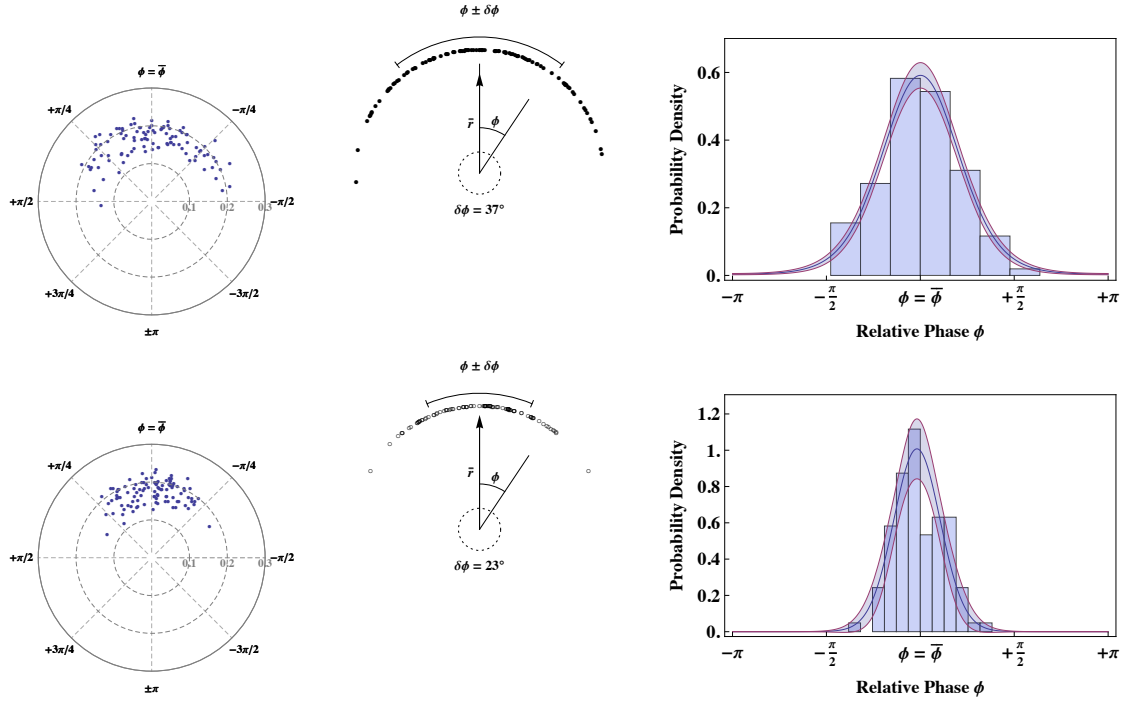 ϕ = ϕ̅
+π/4
−π/4
+π/2
0.1
0.2
0.3
−π/2
+3π/4
−3π/2
±π
ϕ ± δϕ
r̅
ϕ
δϕ = 37°
Probability Density
0.6
0.4
0.2
0.
−π
−π/2
ϕ = ϕ̅
+π/2
+π
Relative Phase ϕ
ϕ = ϕ̅
+π/4
−π/4
+π/2
0.1
0.2
0.3
−π/2
+3π/4
−3π/2
±π
ϕ ± δϕ
r̅
ϕ
δϕ = 23°
Probability Density
1.2
1.
0.8
0.6
0.4
0.2
0.
−π
−π/2
ϕ = ϕ̅
+π/2
+π
Relative Phase ϕ